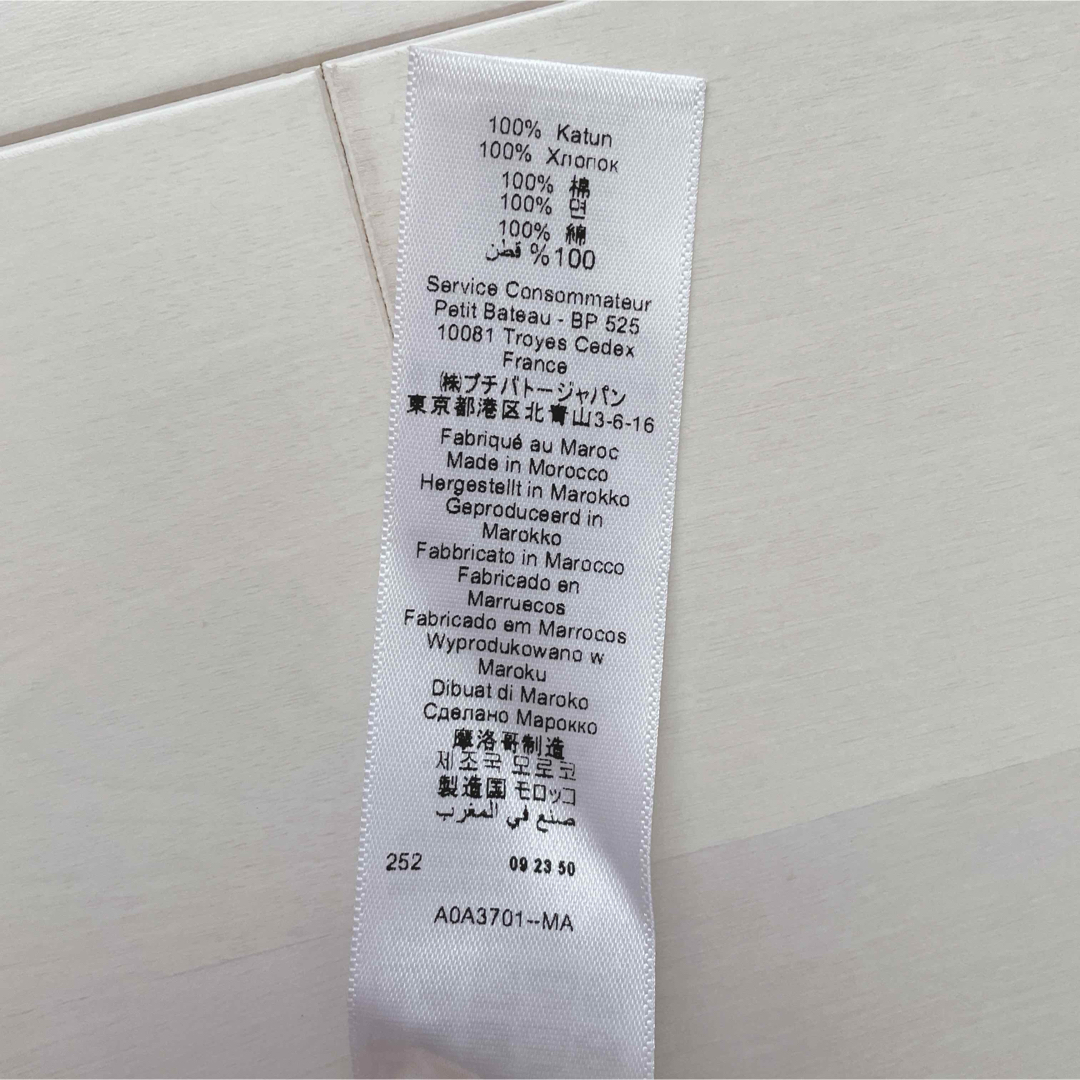 100% Katun
100% Хлопок
100% 棉
100% 면
100% 綿
100% قطن
Service Consommateur
Petit Bateau - BP 525
10081 Troyes Cedex
France
㈱プチバトージャパン
東京都港区北青山3-6-16
Fabriqué au Maroc
Made in Morocco
Hergestellt in Marokko
Geproduceerd in
Marokko
Fabbricato in Marocco
Fabricado en
Marruecos
Fabricado em Marrocos
Wyprodukowano w
Maroku
Dibuat di Maroko
Сделано Марокко
摩洛哥制造
제조국 모로코
製造国 モロッコ
صنع في المغرب
252 09 23 50
A0A3701--MA